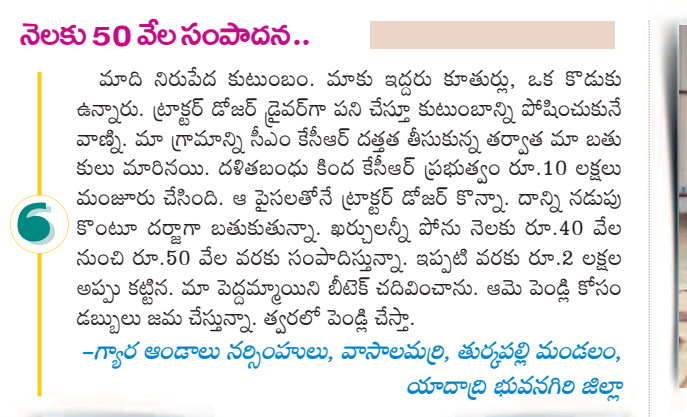 నెలకు 50 వేల సంపాదన..
మాది నిరుపేద కుటుంబం. మాకు ఇద్దరు కూతుర్లు, ఒక కొడుకు
ఉన్నారు. ట్రాక్టర్ డోజర్ డ్రైవర్‌గా పని చేస్తూ కుటుంబాన్ని పోషించుకునే
వాణ్ని. మా గ్రామాన్ని సీఎం కేసీఆర్ దత్తత తీసుకున్న తర్వాత మా బతు
కులు మారినయి. దళితబంధు కింద కేసీఆర్ ప్రభుత్వం రూ.10 లక్షలు
మంజూరు చేసింది. ఆ పైసలతోనే ట్రాక్టర్ డోజర్ కొన్నా. దాన్ని నడుపు
కొంటూ దర్జాగా బతుకుతున్నా. ఖర్చులన్నీ పోను నెలకు రూ.40 వేల
నుంచి రూ.50 వేల వరకు సంపాదిస్తున్నా. ఇప్పటి వరకు రూ.2 లక్షల
అప్పు కట్టిన. మా పెద్దమ్మాయిని బీటెక్ చదివించాను. ఆమె పెండ్లి కోసం
డబ్బులు జమ చేస్తున్నా. త్వరలో పెండ్లి చేస్తా.
–గ్యార ఆండాలు నర్సింహులు, వాసాలమర్రి, తుర్కపల్లి మండలం,
యాదాద్రి భువనగిరి జిల్లా